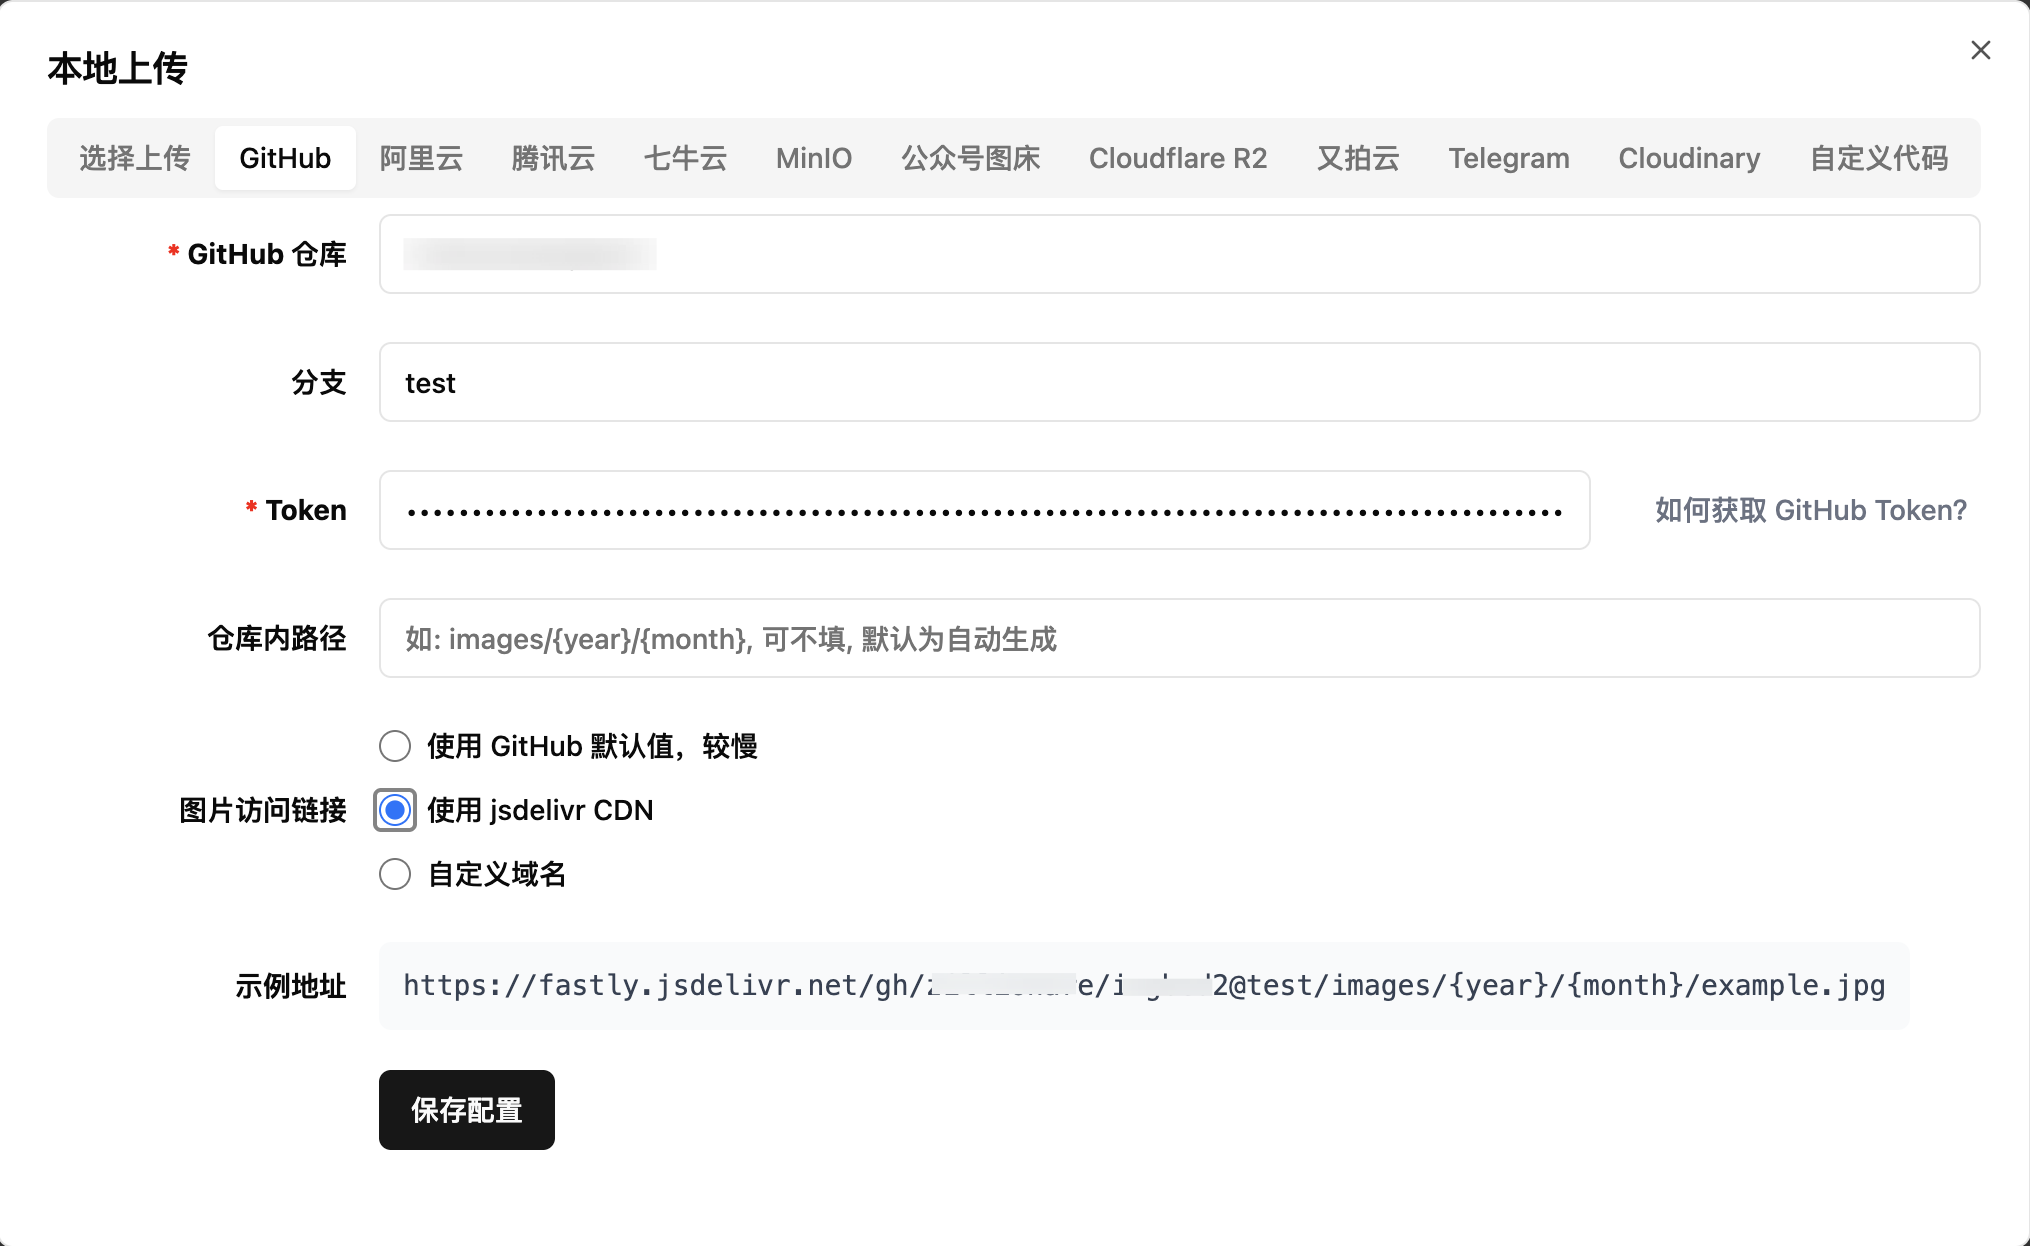 本地上传
选择上传 GitHub 阿里云 腾讯云 七牛云 MinIO 公众号图床 Cloudflare R2 又拍云 Telegram Cloudinary 自定义代码
* GitHub 仓库
分支 test
* Token 如何获取 GitHub Token?
仓库内路径 如: images/{year}/{month}, 可不填, 默认为自动生成
使用 GitHub 默认值，较慢
图片访问链接 使用 jsdelivr CDN
自定义域名
示例地址 https://fastly.jsdelivr.net/gh/ 2@test/images/{year}/{month}/example.jpg
保存配置